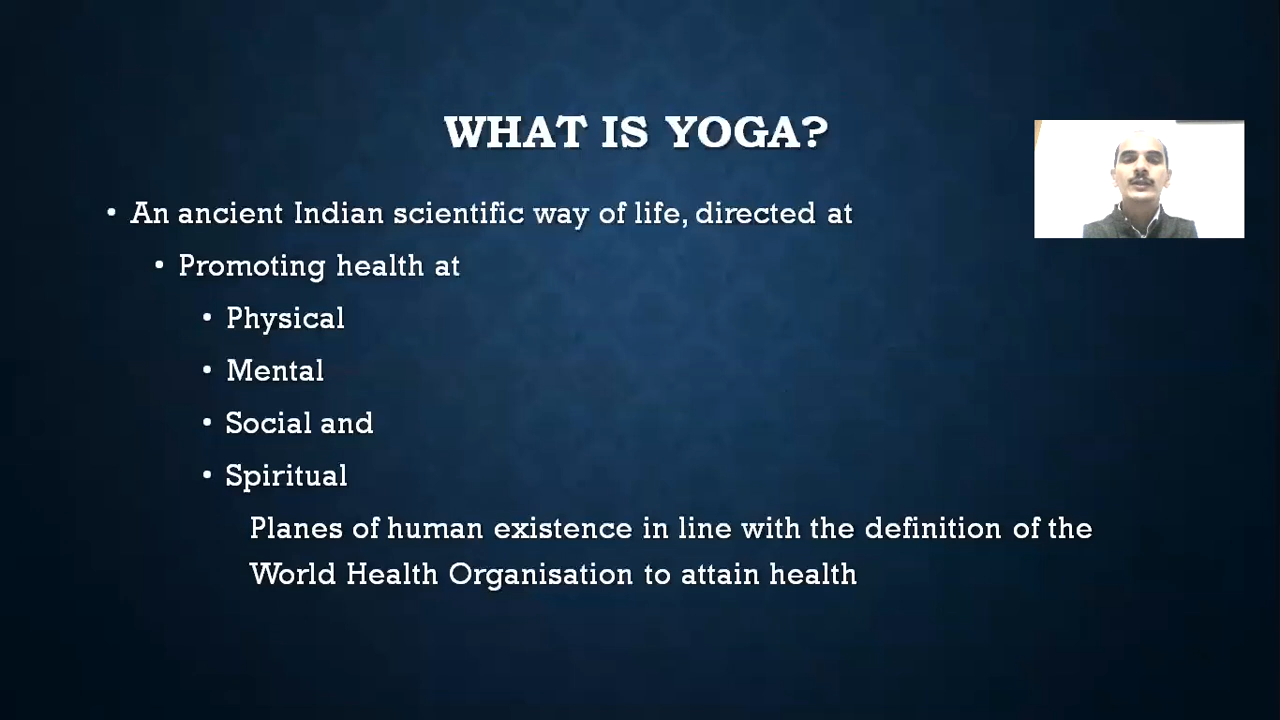 WHAT IS YOGA?
• An ancient Indian scientific way of life, directed at
• Promoting health at
• Physical
• Mental
• Social and
• Spiritual
Planes of human existence in line with the definition of the
World Health Organisation to attain health